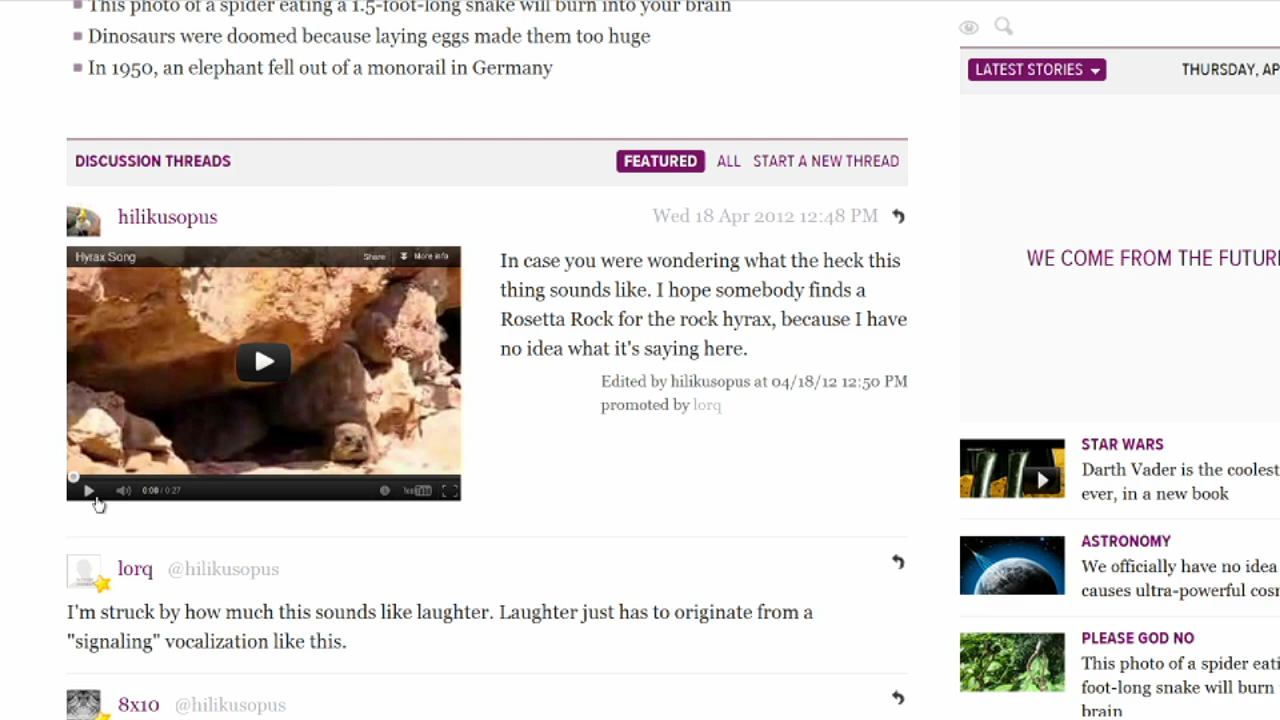 This photo of a spider eating a 1.5-foot-long snake will burn into your brain
Dinosaurs were doomed because laying eggs made them too huge
In 1950, an elephant fell out of a monorail in Germany
LATEST STORIES
THURSDAY, AP
DISCUSSION THREADS
FEATURED ALL START A NEW THREAD
hilikusopus
Wed 18 Apr 2012 12:48 PM
Hyrax Song
Share
More info
0:00 / 0:27
In case you were wondering what the heck this
thing sounds like. I hope somebody finds a
Rosetta Rock for the rock hyrax, because I have
no idea what it's saying here.
Edited by hilikusopus at 04/18/12 12:50 PM
promoted by lorq
lorq @hilikusopus
I'm struck by how much this sounds like laughter. Laughter just has to originate from a
"signaling" vocalization like this.
8x10 @hilikusopus
WE COME FROM THE FUTURE
STAR WARS
Darth Vader is the coolest
ever, in a new book
ASTRONOMY
We officially have no idea
causes ultra-powerful cosm
PLEASE GOD NO
This photo of a spider eati
foot-long snake will burn
brain